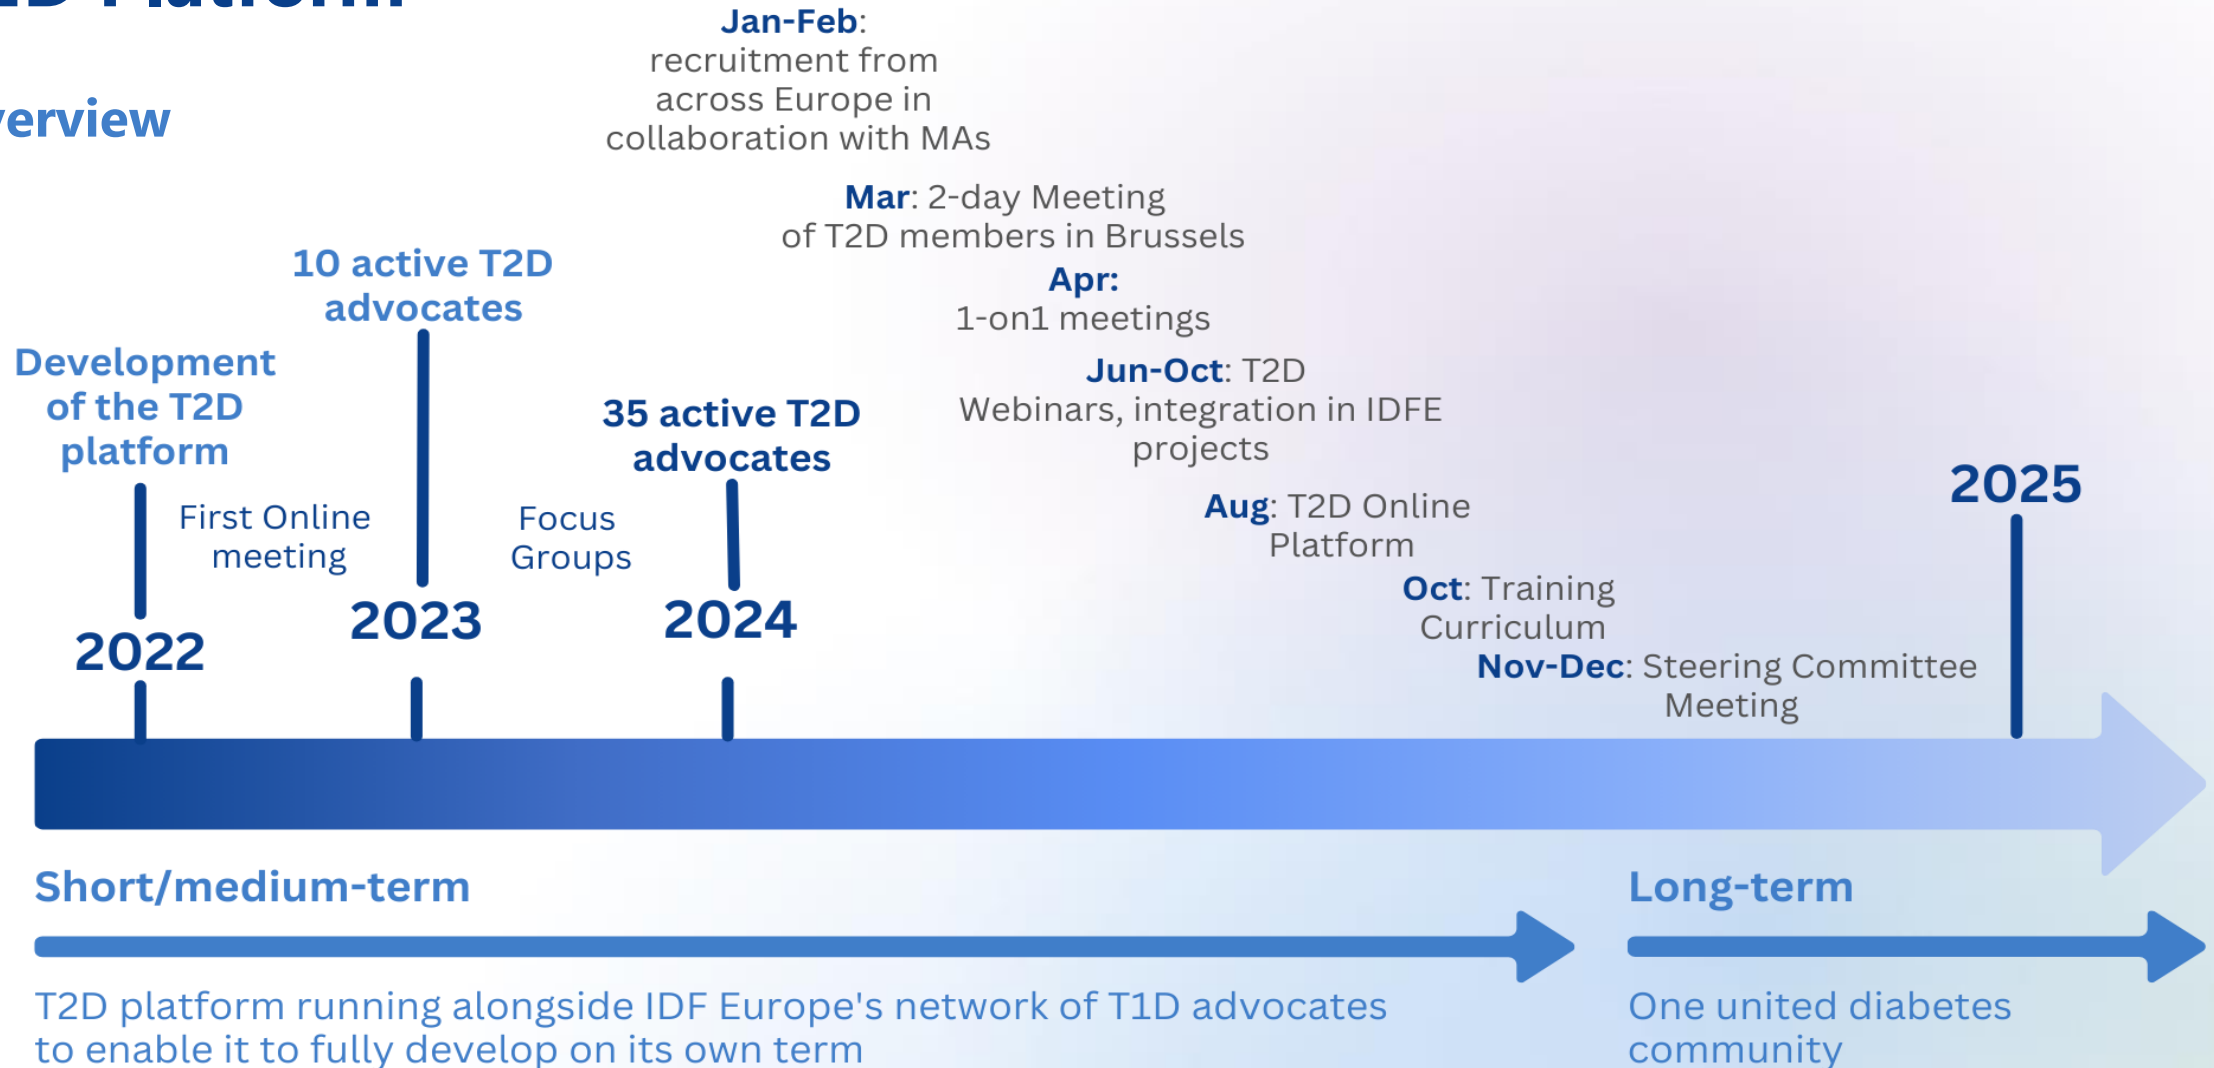 Platform
Jan-Feb:
recruitment from
across Europe in
collaboration with MAs
Mar: 2-day Meeting
of T2D members in Brussels
Apr:
1-on1 meetings
Jun-Oct: T2D
Webinars, integration in IDFE
projects
Aug: T2D Online
Platform
Oct: Training
Curriculum
Nov-Dec: Steering Committee
Meeting
verview
10 active T2D
advocates
Development
of the T2D
platform
35 active T2D
advocates
First Online
meeting
Focus
Groups
2022
2023
2024
2025
Short/medium-term
T2D platform running alongside IDF Europe's network of T1D advocates
to enable it to fully develop on its own term
Long-term
One united diabetes
community